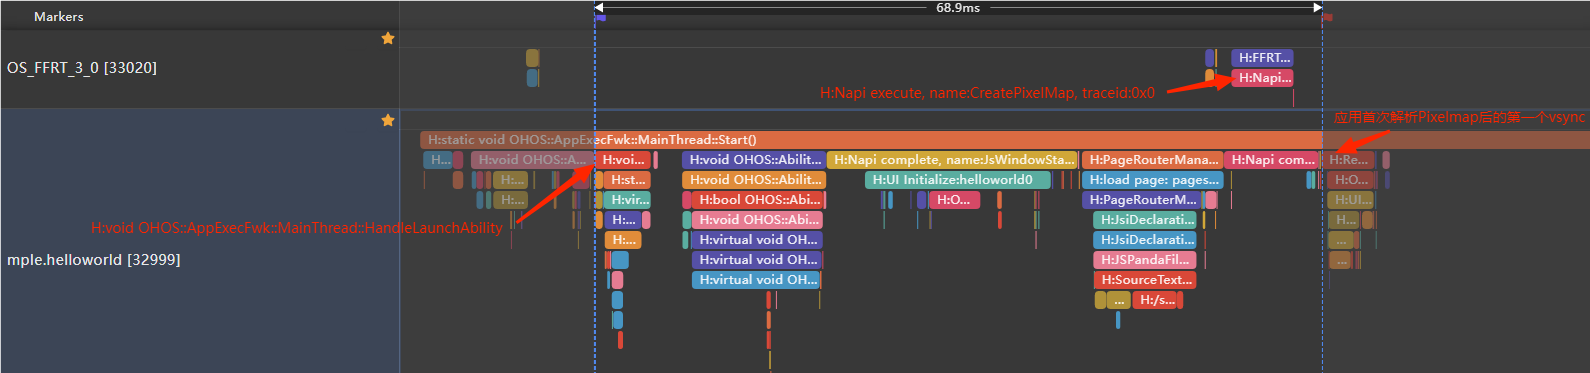 Markers
68.9ms
OS_FFRT_3_0 [33020]
H:FFRT...
H:Napi...
H:Napi execute, name:CreatePixelMap, traceId:0x0
应用首次解析Pixelmap后的第一个vsync
H:static void OHOS::AppExecFwk::MainThread::Start()
H... H:void OHOS::A... H:voi... H:void OHOS::Abilit... H:Napi complete, name:JsWindowSta... H:PageRouterMana... H:Napi com... H:Re...
H:... H:st... H:void OHOS::Abilit... H:UI Initialize:helloworld0 H:load page: pages... H:O...
H:... H:vir... H:bool OHOS::Abi... H:O... H:PageRouterM... H:UI...
H:... H:void OHOS::Abi... H:JsiDeclarati... ...
H:void OHOS::AppExecFwk::MainThread::HandleLaunchAbility
H:... H:virtual void OH... H:JsiDeclarati... ...
mple.helloworld [32999]
H:virtual void OH... H:JSPandaFil... ...
H:virtual void OH... H:SourceText...
... H:/s...